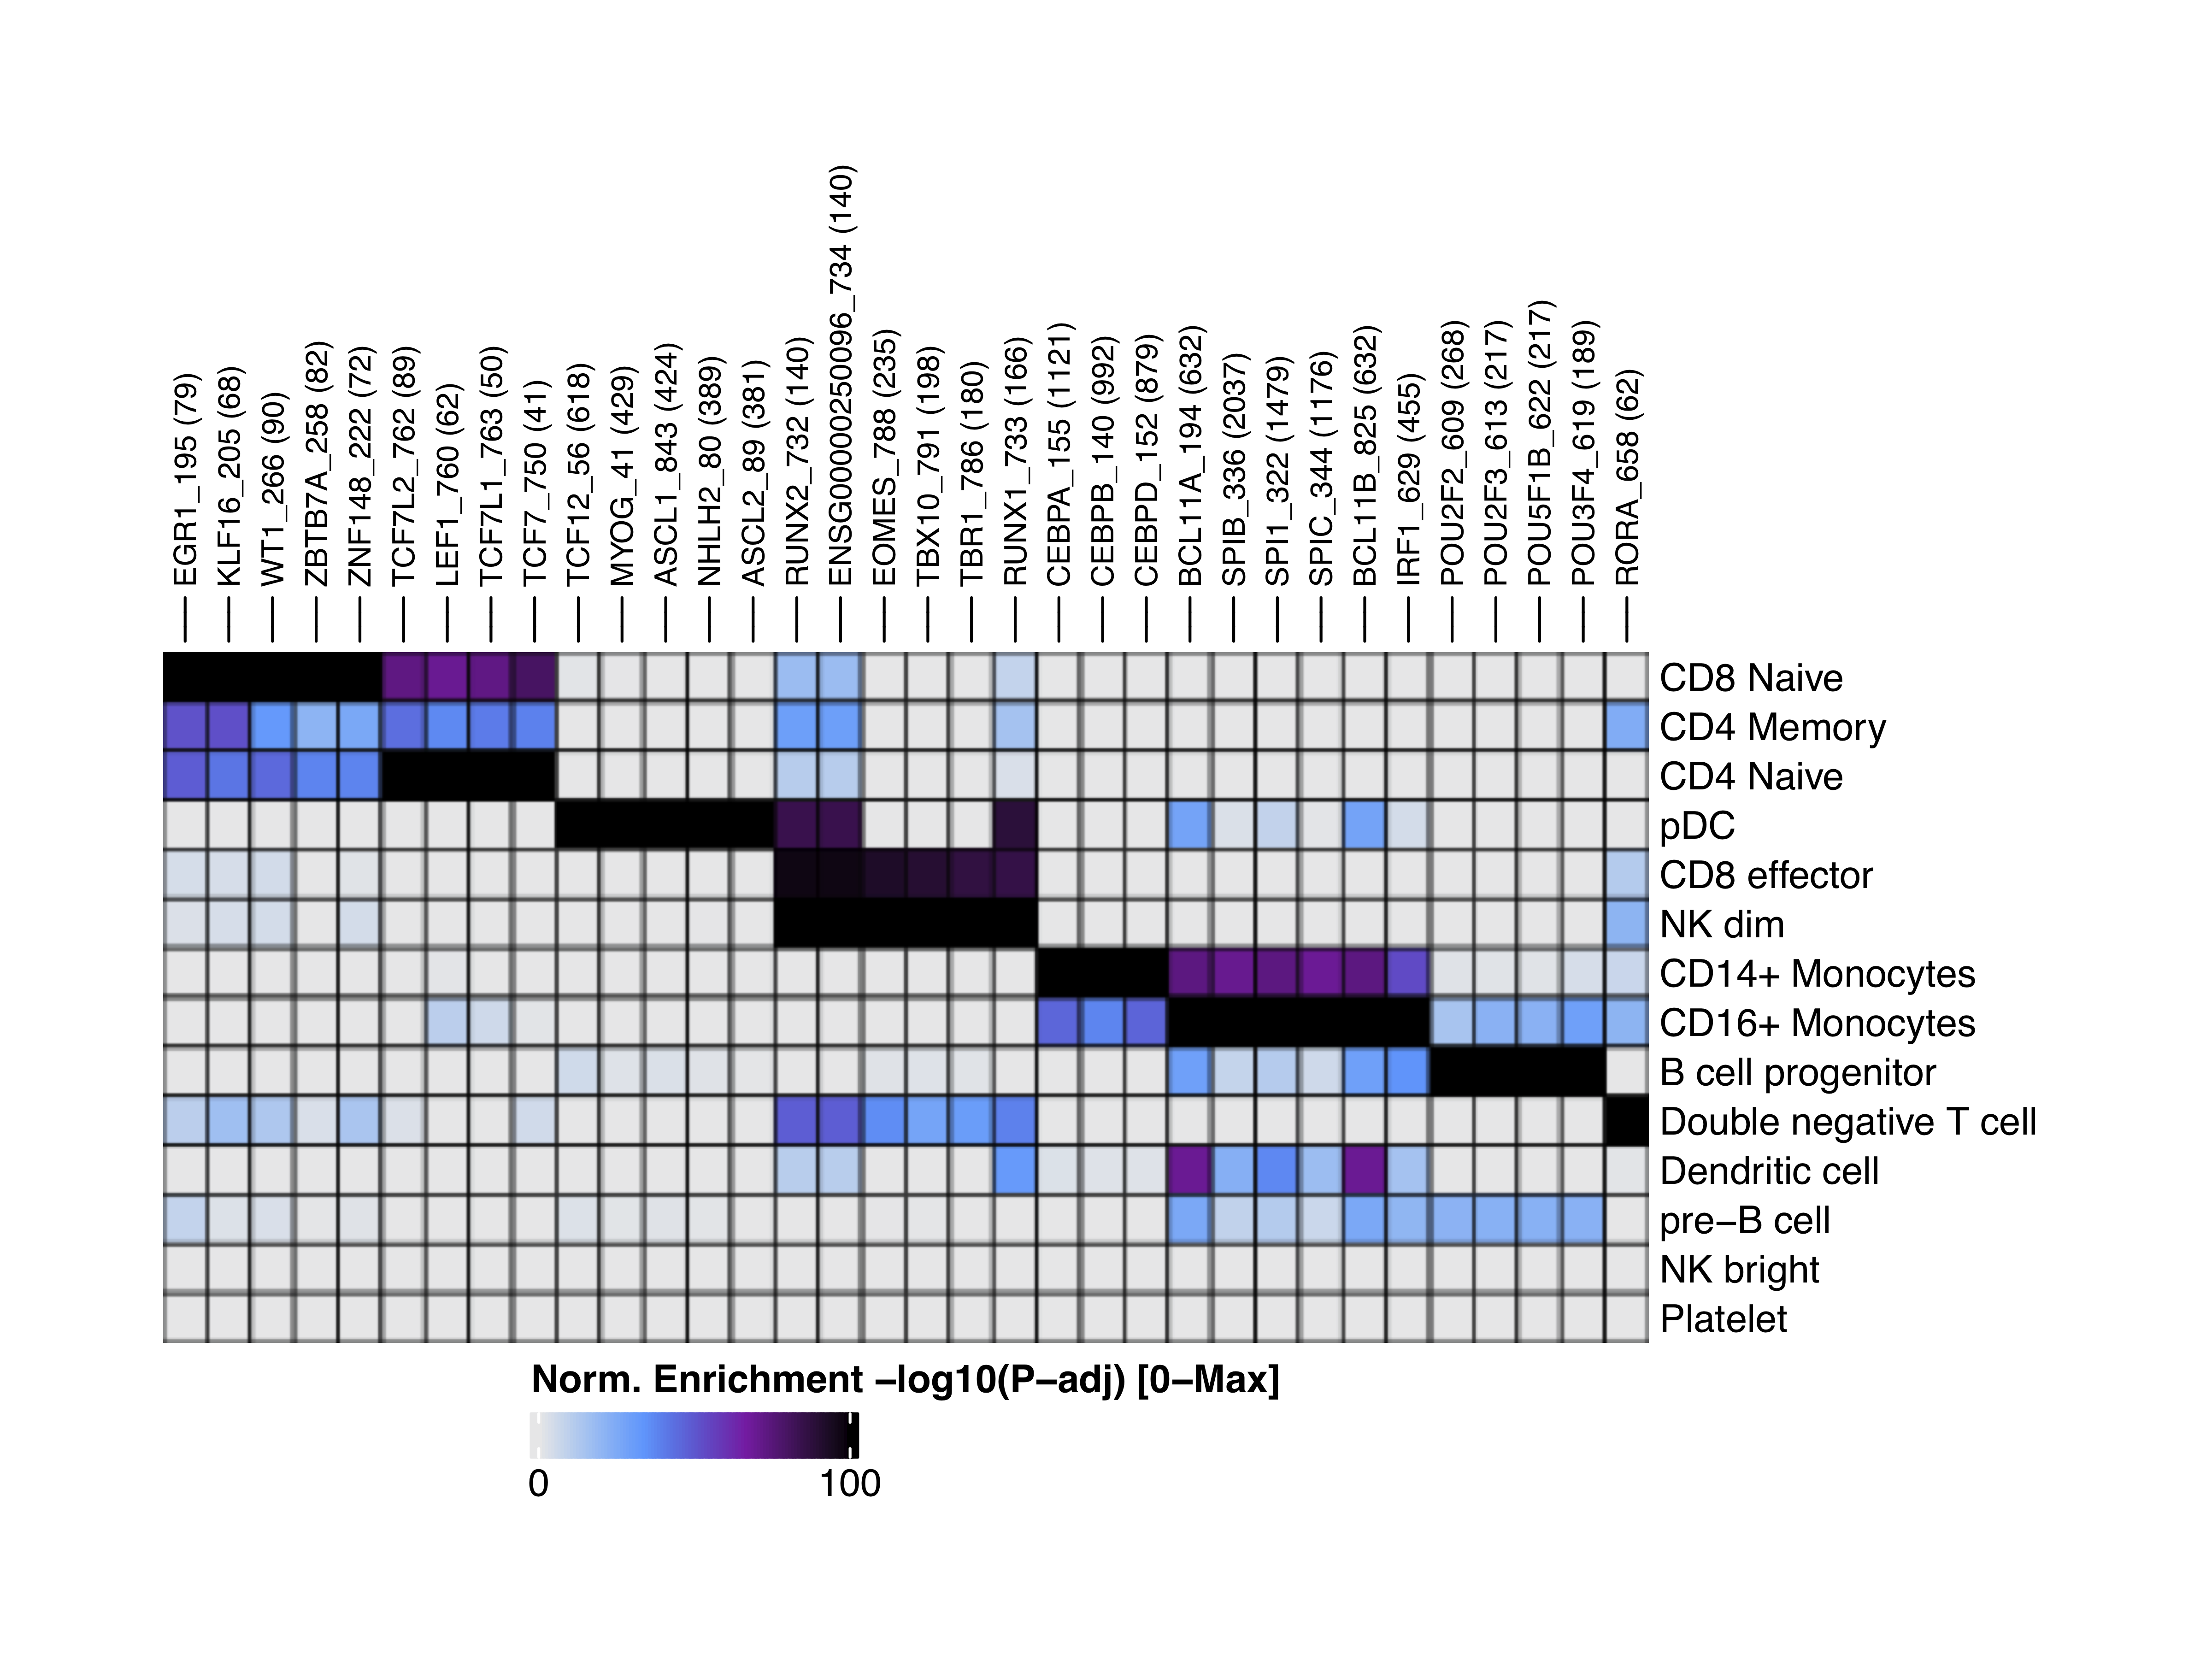 EGR1_195 (79)
KLF16_205 (68)
WT1_266 (90)
ZBTB7A_258 (82)
ZNF148_222 (72)
TCF7L2_762 (89)
LEF1_760 (62)
TCF7L1_763 (50)
TCF7_750 (41)
TCF12_56 (618)
MYOG_41 (429)
ASCL1_843 (424)
NHLH2_80 (389)
ASCL2_89 (381)
RUNX2_732 (140)
ENSG00000250096_734 (140)
EOMES_788 (235)
TBX10_791 (198)
TBR1_786 (180)
RUNX1_733 (166)
CEBPA_155 (1121)
CEBPB_140 (992)
CEBPD_152 (879)
BCL11A_194 (632)
SPIB_336 (2037)
SPI1_322 (1479)
SPIC_344 (1176)
BCL11B_825 (632)
IRF1_629 (455)
POU2F2_609 (268)
POU2F3_613 (217)
POU5F1B_622 (217)
POU3F4_619 (189)
RORA_658 (62)
CD8 Naive
CD4 Memory
CD4 Naive
pDC
CD8 effector
NK dim
CD14+ Monocytes
CD16+ Monocytes
B cell progenitor
Double negative T cell
Dendritic cell
pre−B cell
NK bright
Platelet
Norm. Enrichment −log10(P−adj) [0−Max]
0 100